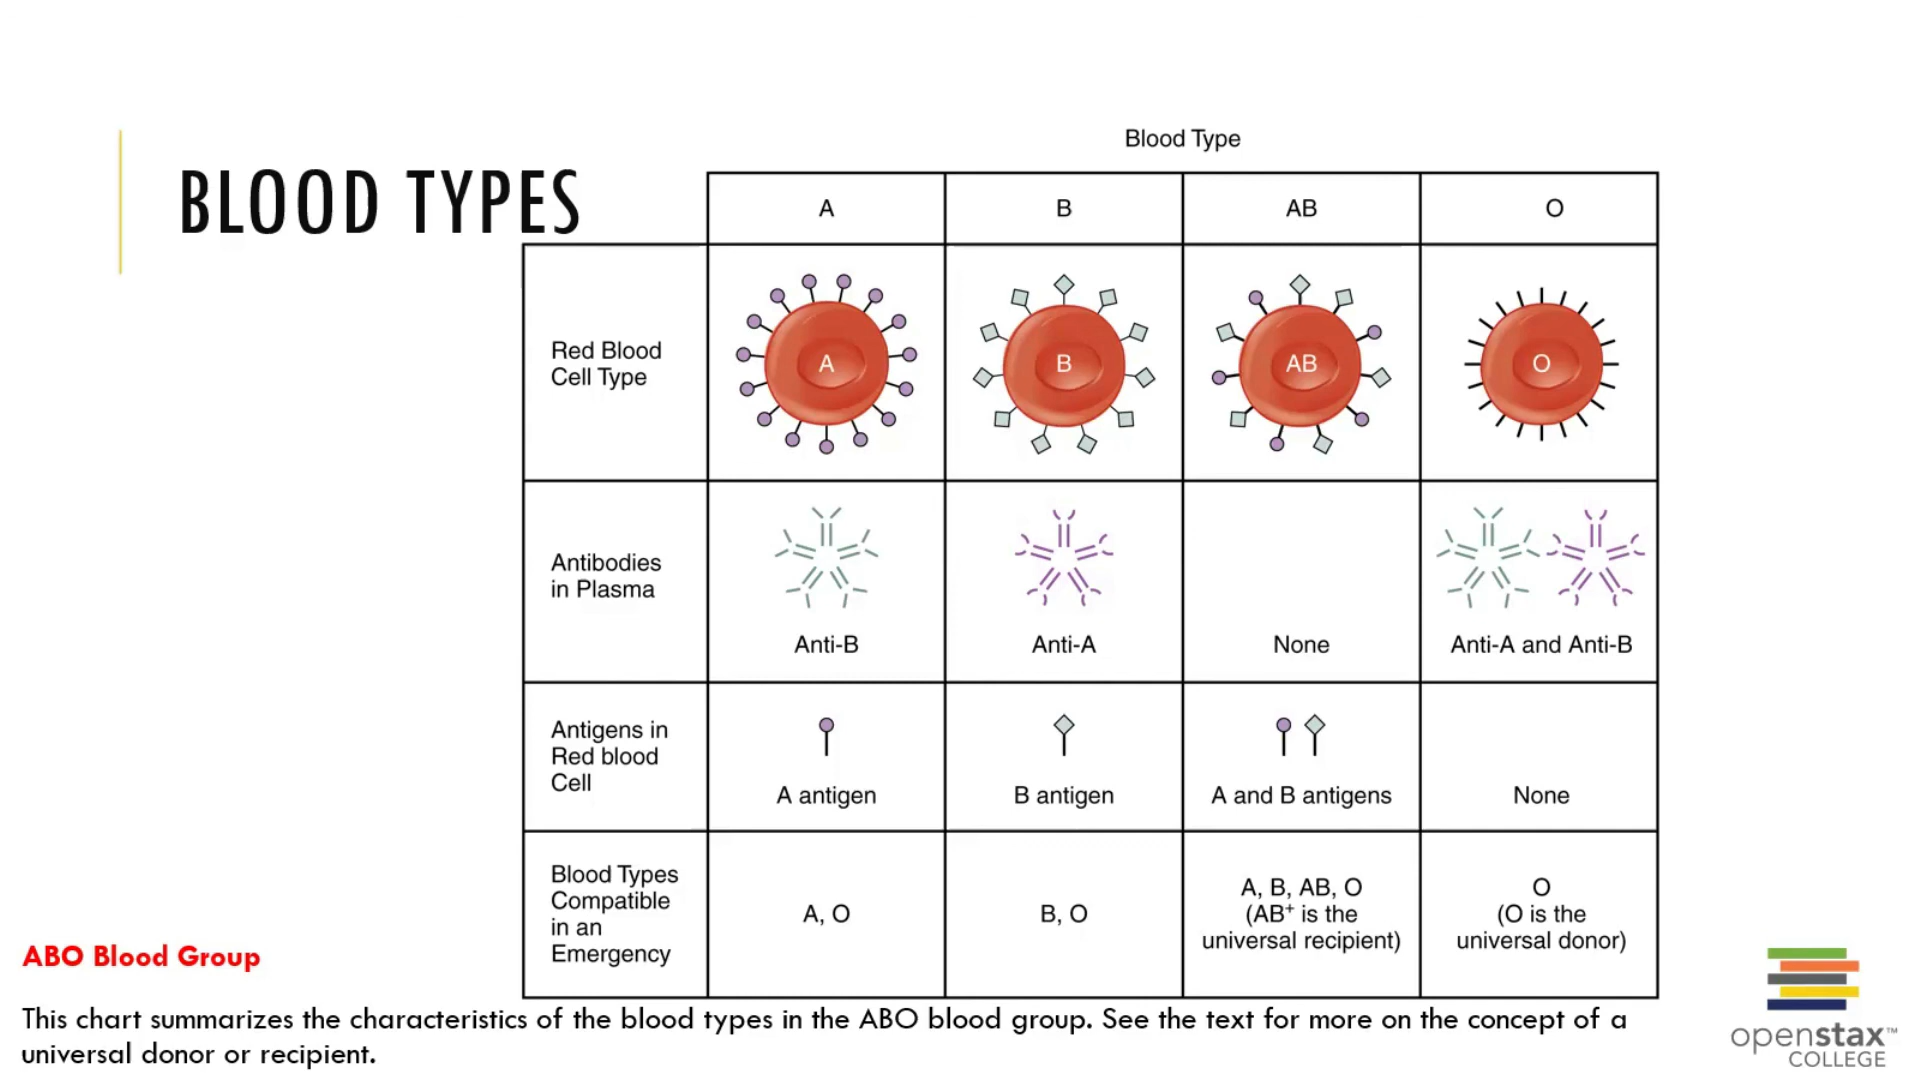 BLOOD TYPES
Blood Type
A
B
AB
O
Red Blood
Cell Type
A
B
AB
O
Antibodies
in Plasma
Anti-B
Anti-A
None
Anti-A and Anti-B
Antigens in
Red blood
Cell
A antigen
B antigen
A and B antigens
None
Blood Types
Compatible
in an
Emergency
A, O
B, O
A, B, AB, O
(AB⁺ is the
universal recipient)
O
(O is the
universal donor)
ABO Blood Group
This chart summarizes the characteristics of the blood types in the ABO blood group. See the text for more on the concept of a
universal donor or recipient.
openstax™
COLLEGE